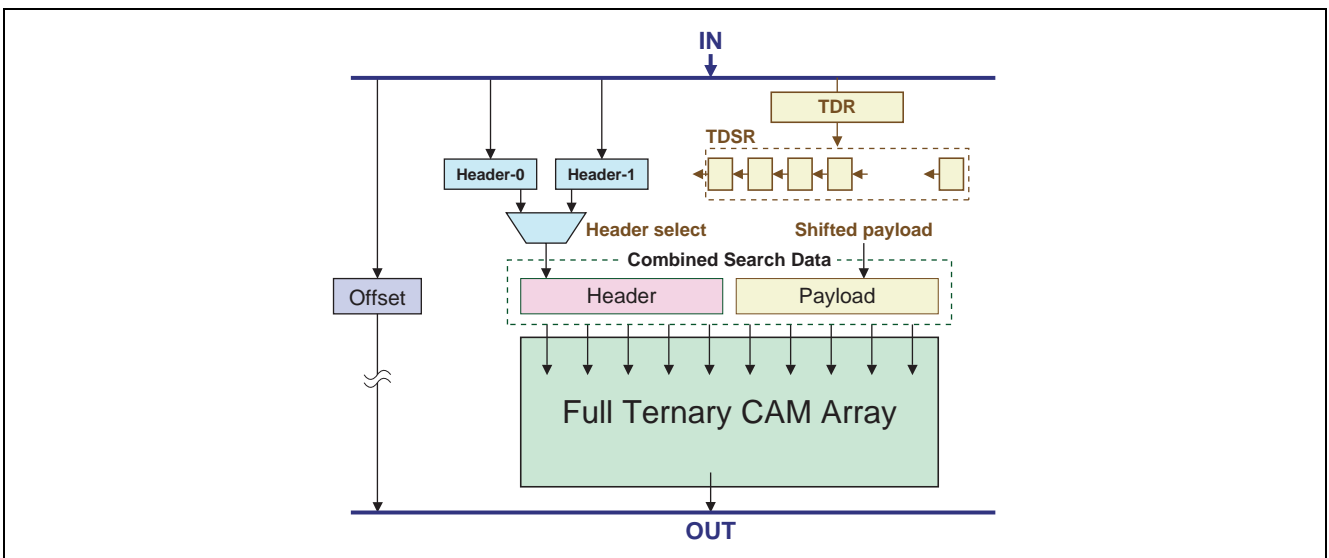 IN
TDR
TDSR
Header-0
Header-1
Header select
Shifted payload
Combined Search Data
Offset
Header
Payload
Full Ternary CAM Array
OUT